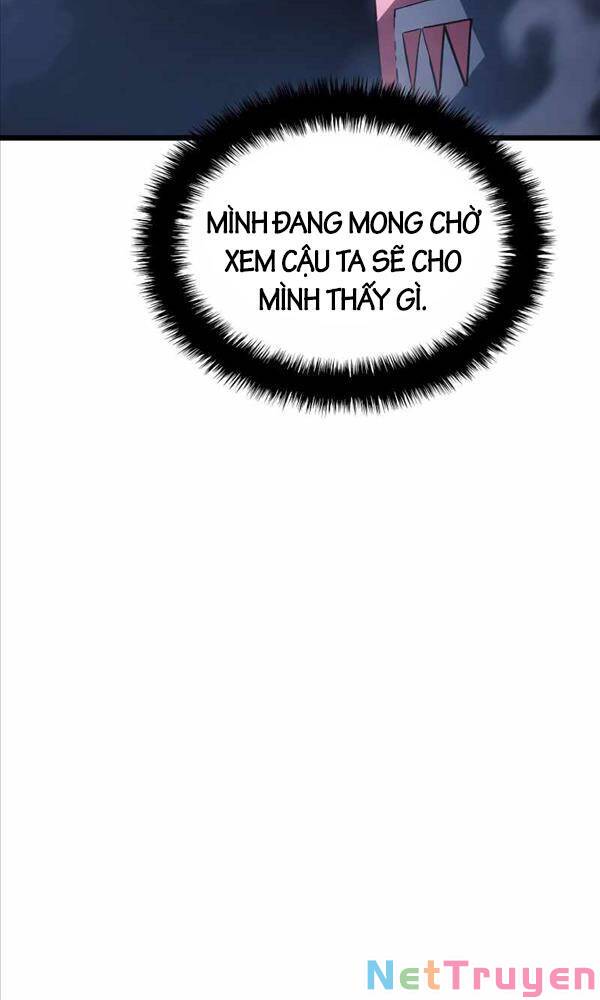 MÌNH ĐANG MONG CHỜ
XEM CẬU TA SẼ CHO
MÌNH THẤY GÌ.
NetTruyen